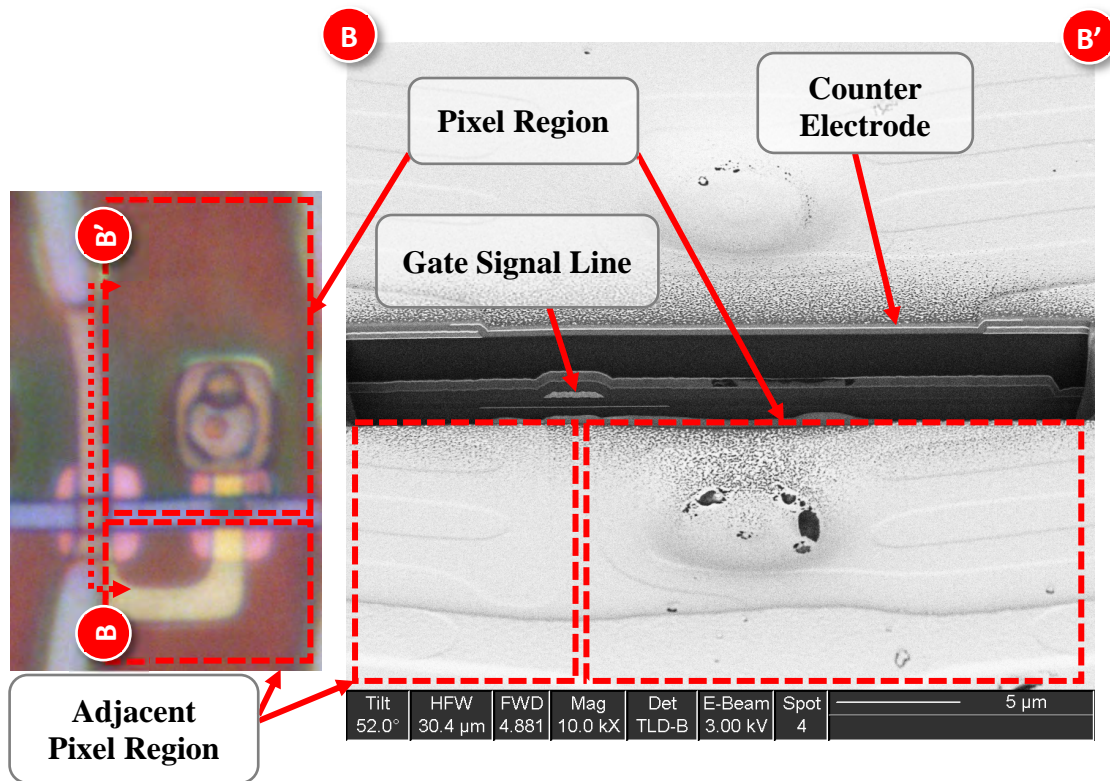 B
B'
Pixel Region
Counter
Electrode
Gate Signal Line
B'
B
Adjacent
Pixel Region
Tilt HFW FWD Mag Det E-Beam Spot
52.0° 30.4 µm 4.881 10.0 kX TLD-B 3.00 kV 4
5 µm